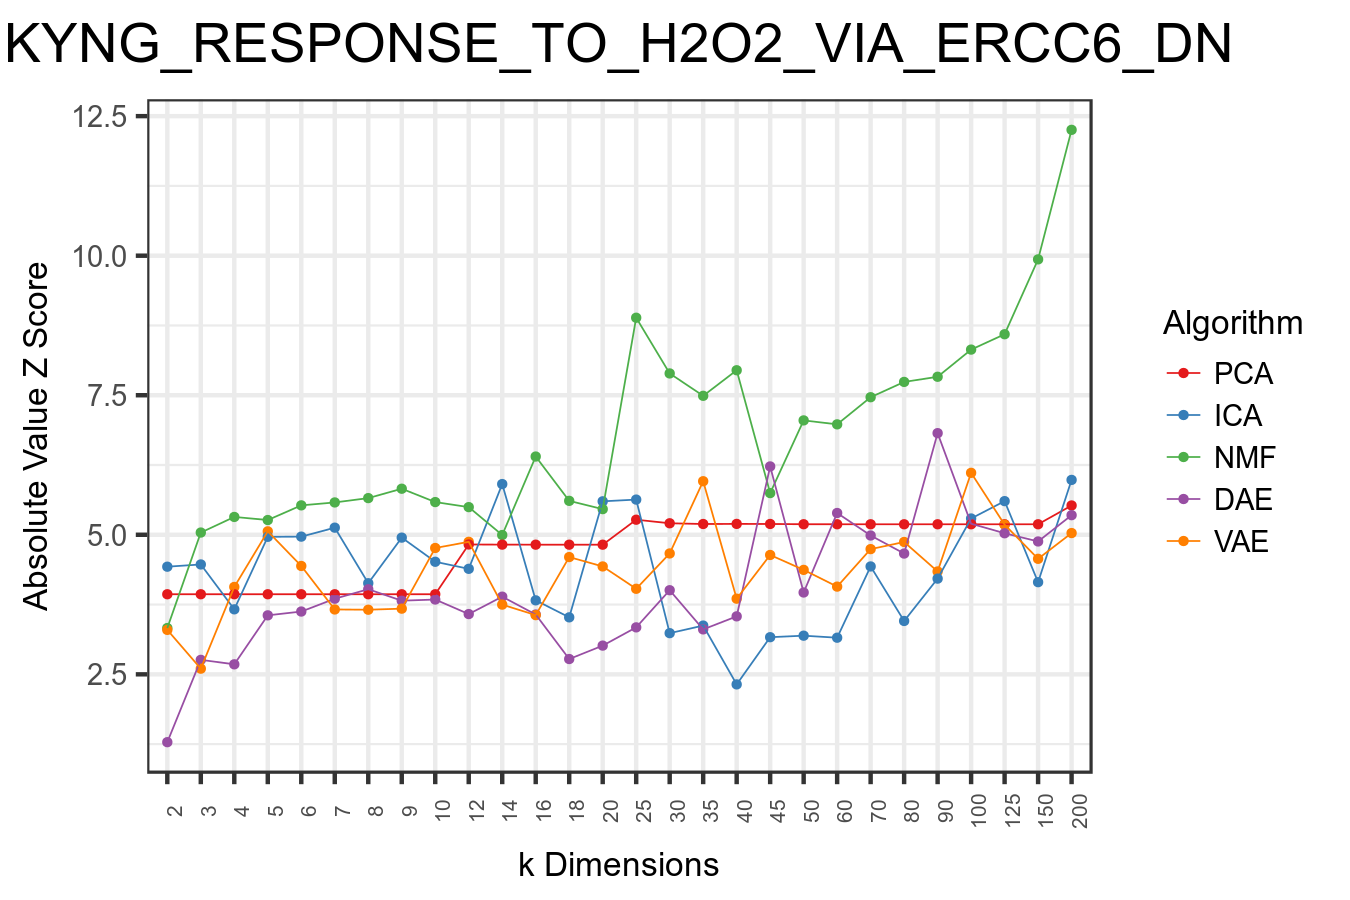 KYNG_RESPONSE_TO_H2O2_VIA_ERCC6_DN
12.5
10.0
7.5
5.0
2.5
Absolute Value Z Score
2 3 4 5 6 7 8 9 10 12 14 16 18 20 25 30 35 40 45 50 60 70 80 90 100 125 150 200
k Dimensions
Algorithm
PCA
ICA
NMF
DAE
VAE